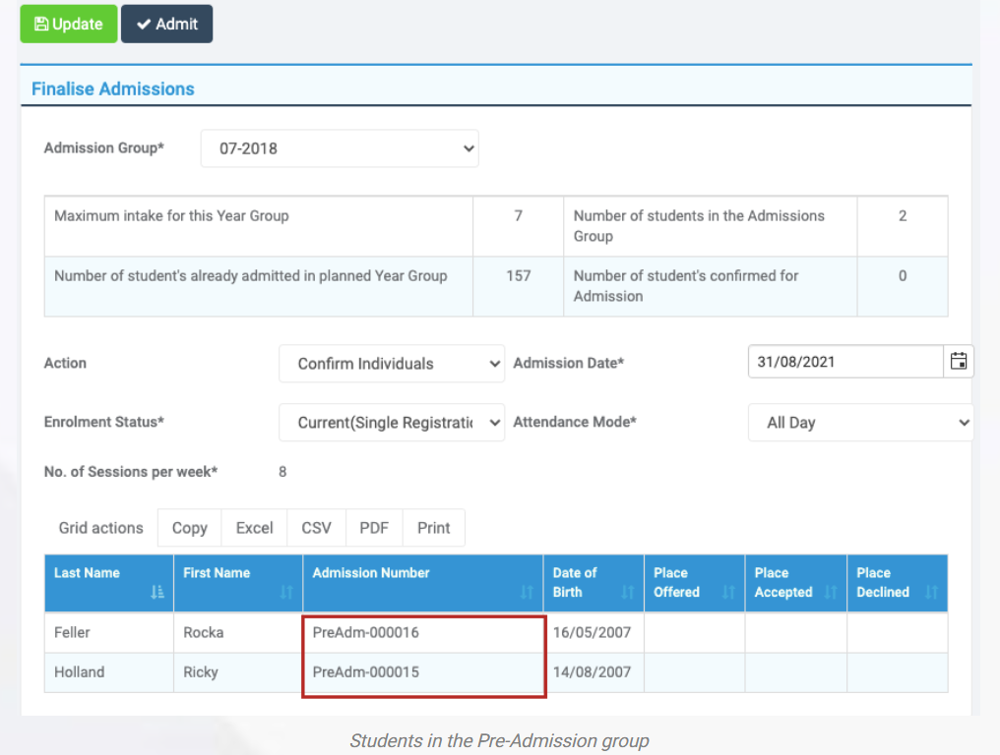 Update Admit
Finalise Admissions
Admission Group* 07-2018
Maximum intake for this Year Group 7 Number of students in the Admissions
Group 2
Number of student's already admitted in planned Year Group 157 Number of student's confirmed for
Admission 0
Action Confirm Individuals Admission Date* 31/08/2021
Enrolment Status* Current(Single Registratic Attendance Mode* All Day
No. of Sessions per week* 8
Grid actions Copy Excel CSV PDF Print
Last Name First Name Admission Number Date of
Birth Place
Offered Place
Accepted Place
Declined
Feller Rocka PreAdm-000016 16/05/2007
Holland Ricky PreAdm-000015 14/08/2007
Students in the Pre-Admission group